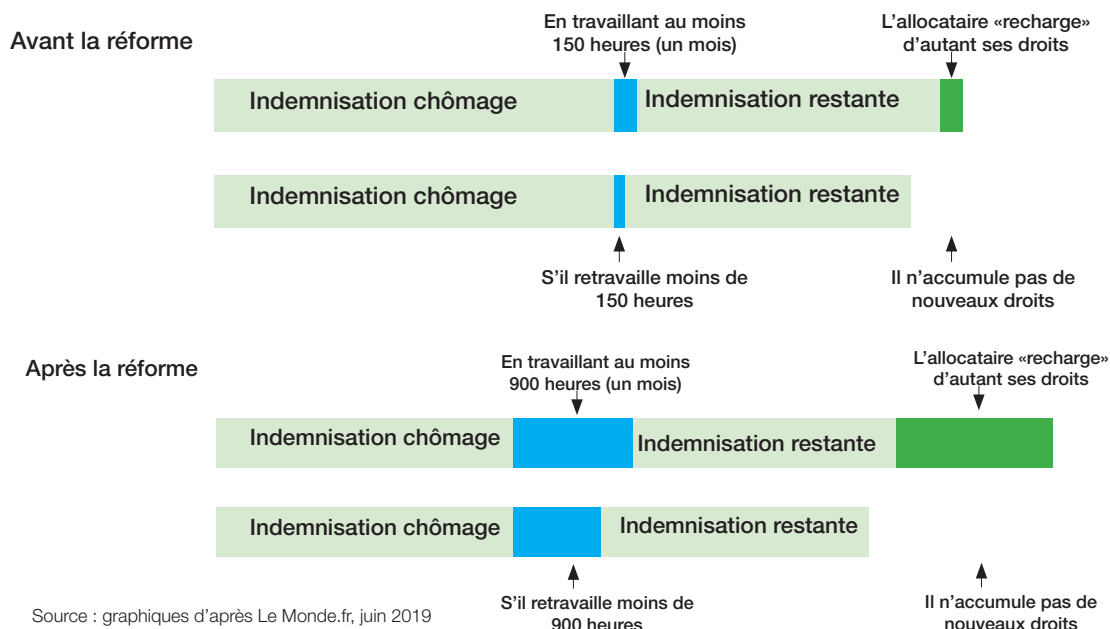 Avant la réforme
En travaillant au moins
150 heures (un mois)
L'allocataire «recharge»
d'autant ses droits
Indemnisation chômage
Indemnisation restante
Indemnisation chômage
Indemnisation restante
S'il retravaille moins de
150 heures
Il n'accumule pas de
nouveaux droits
Après la réforme
En travaillant au moins
900 heures (un mois)
L'allocataire «recharge»
d'autant ses droits
Indemnisation chômage
Indemnisation restante
Indemnisation chômage
Indemnisation restante
S'il retravaille moins de
900 heures
Il n'accumule pas de
nouveaux droits
Source : graphiques d'après Le Monde.fr, juin 2019